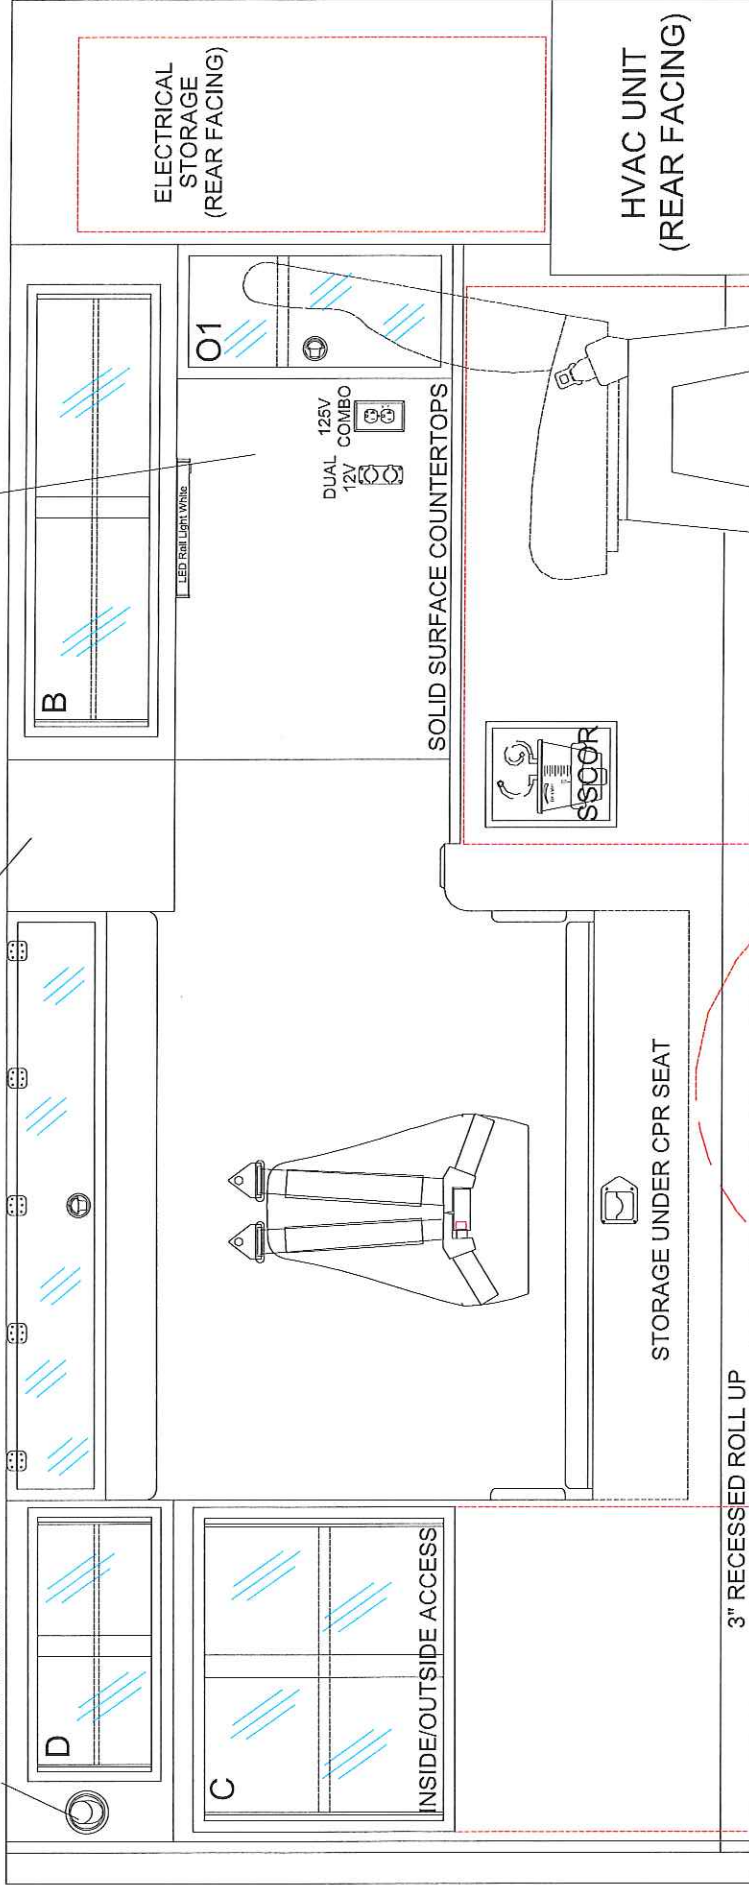 D
B
ELECTRICAL
STORAGE
(REAR FACING)
LED Rail Light White
C
O1
DUAL
12V
125V
COMBO
INSIDE/OUTSIDE ACCESS
SOLID SURFACE COUNTERTOPS
SSCOR
HVAC UNIT
(REAR FACING)
STORAGE UNDER CPR SEAT
3" RECESSED ROLL UP